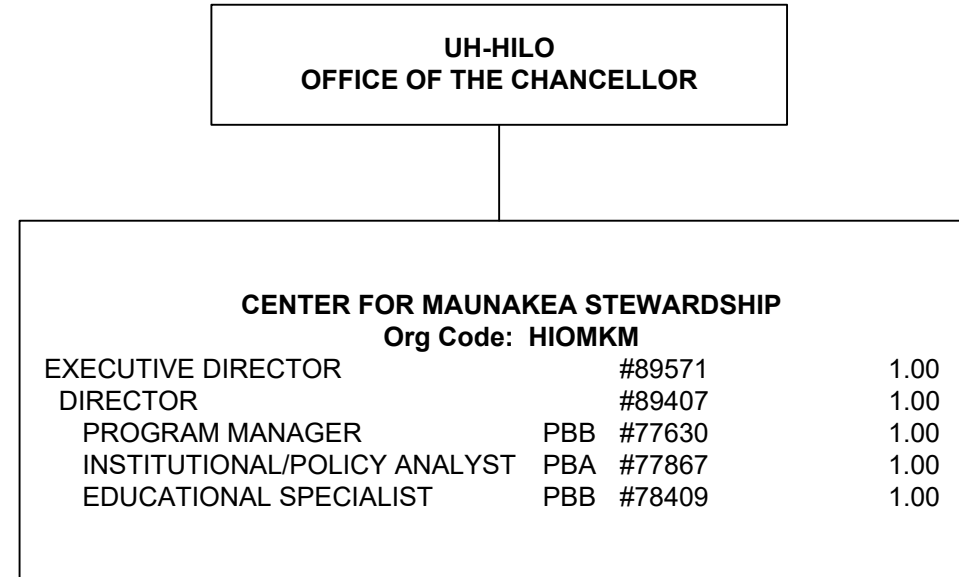 UH-HILO
OFFICE OF THE CHANCELLOR
CENTER FOR MAUNAKEA STEWARDSHIP
Org Code: HIOMKM
EXECUTIVE DIRECTOR #89571 1.00
DIRECTOR #89407 1.00
PROGRAM MANAGER PBB #77630 1.00
INSTITUTIONAL/POLICY ANALYST PBA #77867 1.00
EDUCATIONAL SPECIALIST PBB #78409 1.00